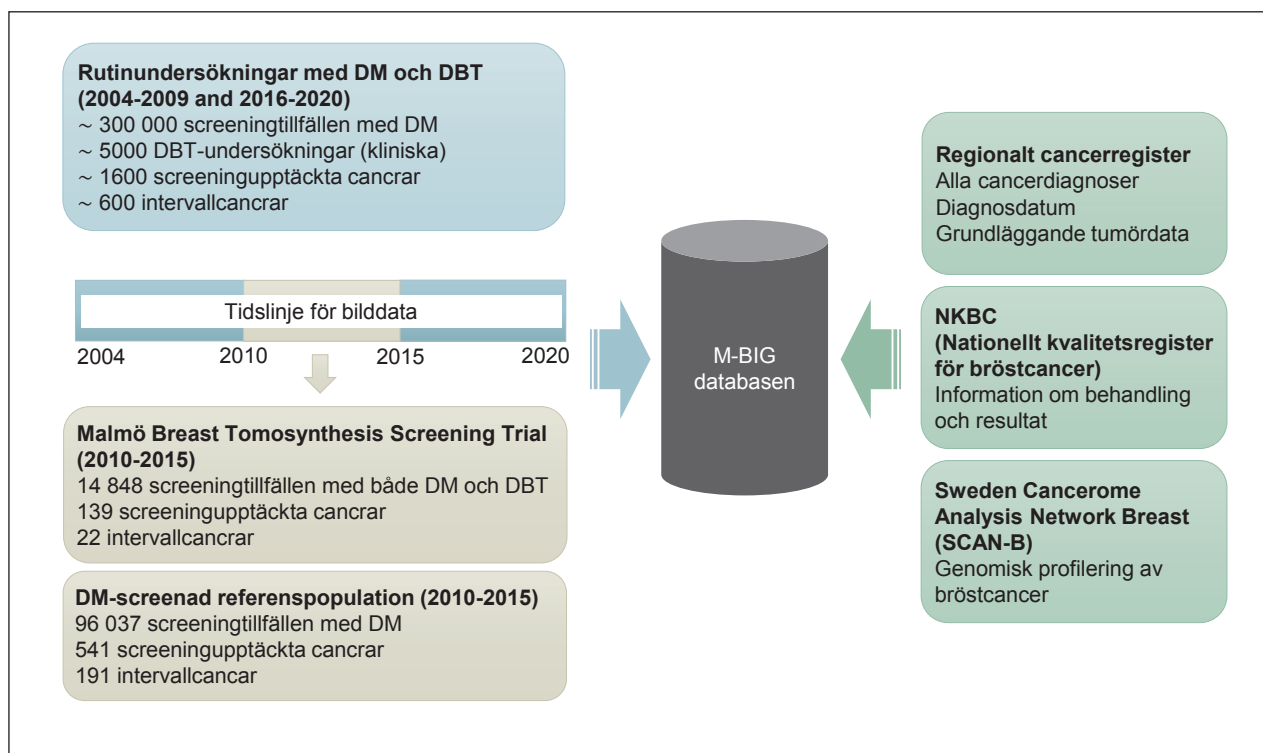 Rutinundersökningar med DM och DBT
(2004-2009 and 2016-2020)
~ 300 000 screeningtillfällen med DM
~ 5000 DBT-undersökningar (kliniska)
~ 1600 screeningupptäckta cancrar
~ 600 intervallcancrar
Tidslinje för bilddata
2004 2010 2015 2020
Malmö Breast Tomosynthesis Screening Trial
(2010-2015)
14 848 screeningtillfällen med både DM och DBT
139 screeningupptäckta cancrar
22 intervallcancrar
DM-screenad referenspopulation (2010-2015)
96 037 screeningtillfällen med DM
541 screeningupptäckta cancrar
191 intervallcancar
M-BIG
databasen
Regionalt cancerregister
Alla cancerdiagnoser
Diagnosdatum
Grundläggande tumördata
NKBC
(Nationellt kvalitetsregister
för bröstcancer)
Information om behandling
och resultat
Sweden Cancerome
Analysis Network Breast
(SCAN-B)
Genomisk profilering av
bröstcancer